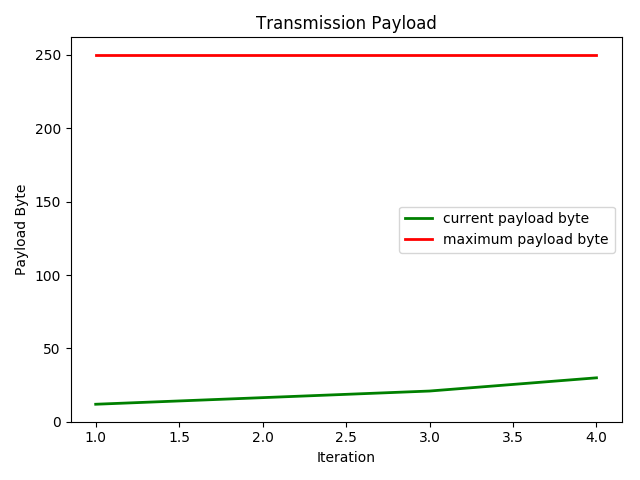 Transmission Payload
250
200
150
100
50
0
Payload Byte
current payload byte
maximum payload byte
1.0 1.5 2.0 2.5 3.0 3.5 4.0
Iteration